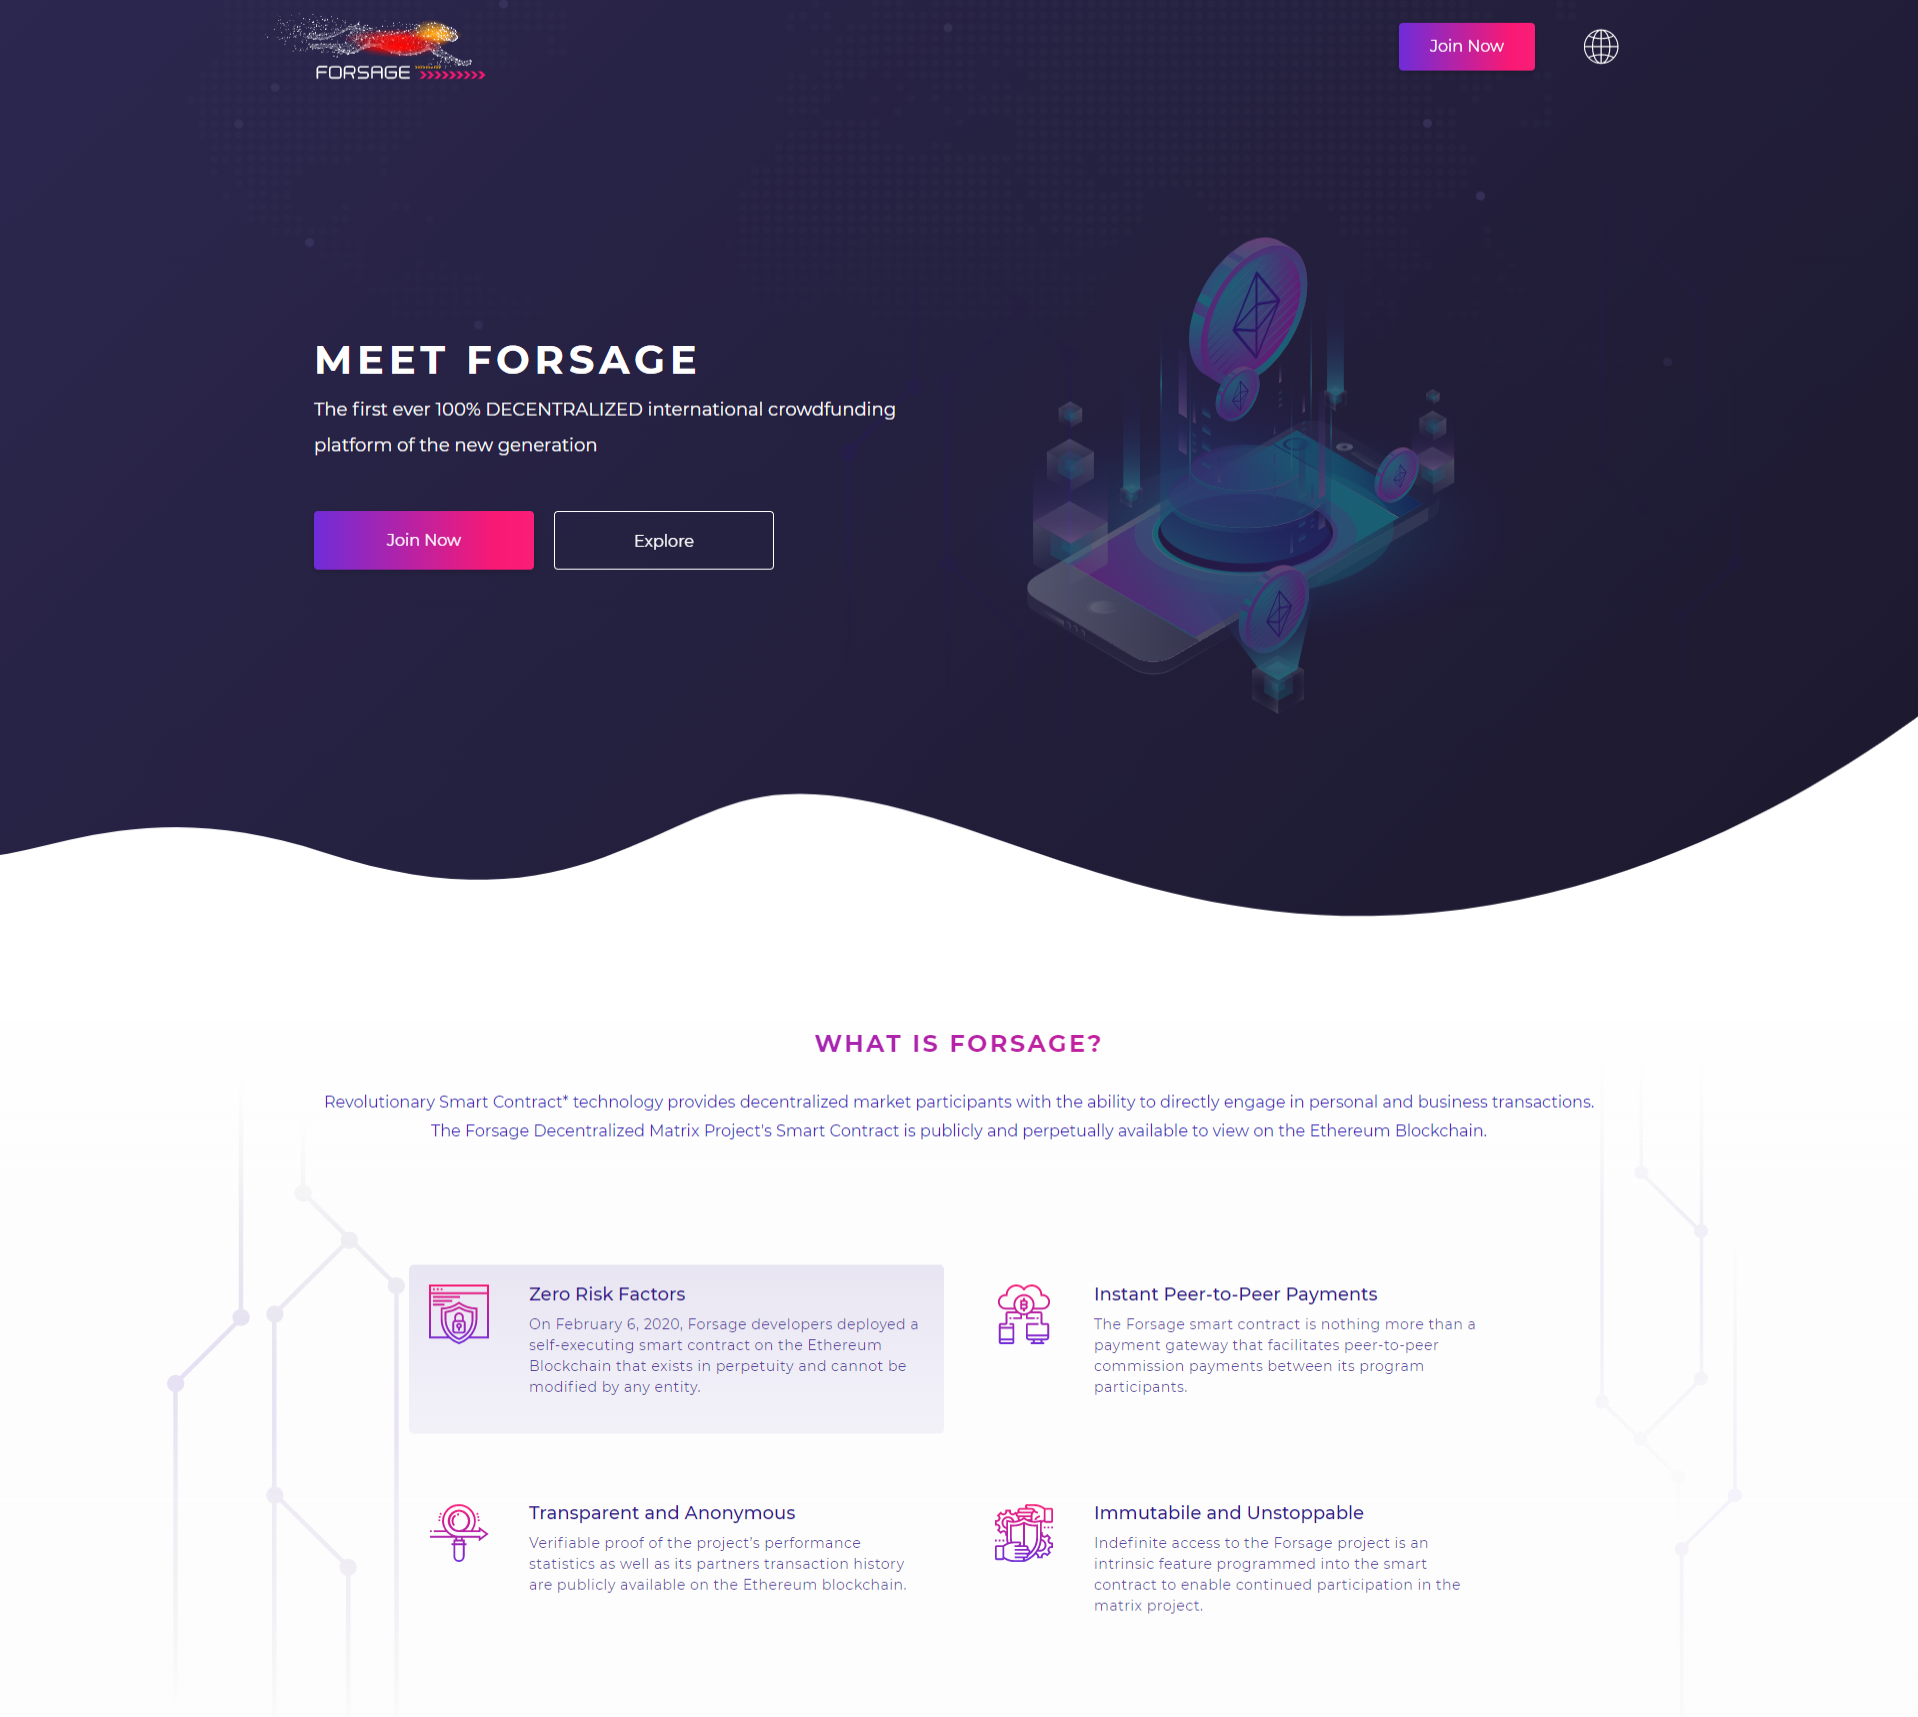 FORSAGE
Join Now
MEET FORSAGE
The first ever 100% DECENTRALIZED international crowdfunding
platform of the new generation
Join Now
Explore
WHAT IS FORSAGE?
Revolutionary Smart Contract* technology provides decentralized market participants with the ability to directly engage in personal and business transactions.
The Forsage Decentralized Matrix Project's Smart Contract is publicly and perpetually available to view on the Ethereum Blockchain.
Zero Risk Factors
On February 6, 2020, Forsage developers deployed a
self-executing smart contract on the Ethereum
Blockchain that exists in perpetuity and cannot be
modified by any entity.
Instant Peer-to-Peer Payments
The Forsage smart contract is nothing more than a
payment gateway that facilitates peer-to-peer
commission payments between its program
participants.
Transparent and Anonymous
Verifiable proof of the project’s performance
statistics as well as its partners transaction history
are publicly available on the Ethereum blockchain.
Immutabile and Unstoppable
Indefinite access to the Forsage project is an
intrinsic feature programmed into the smart
contract to enable continued participation in the
matrix project.